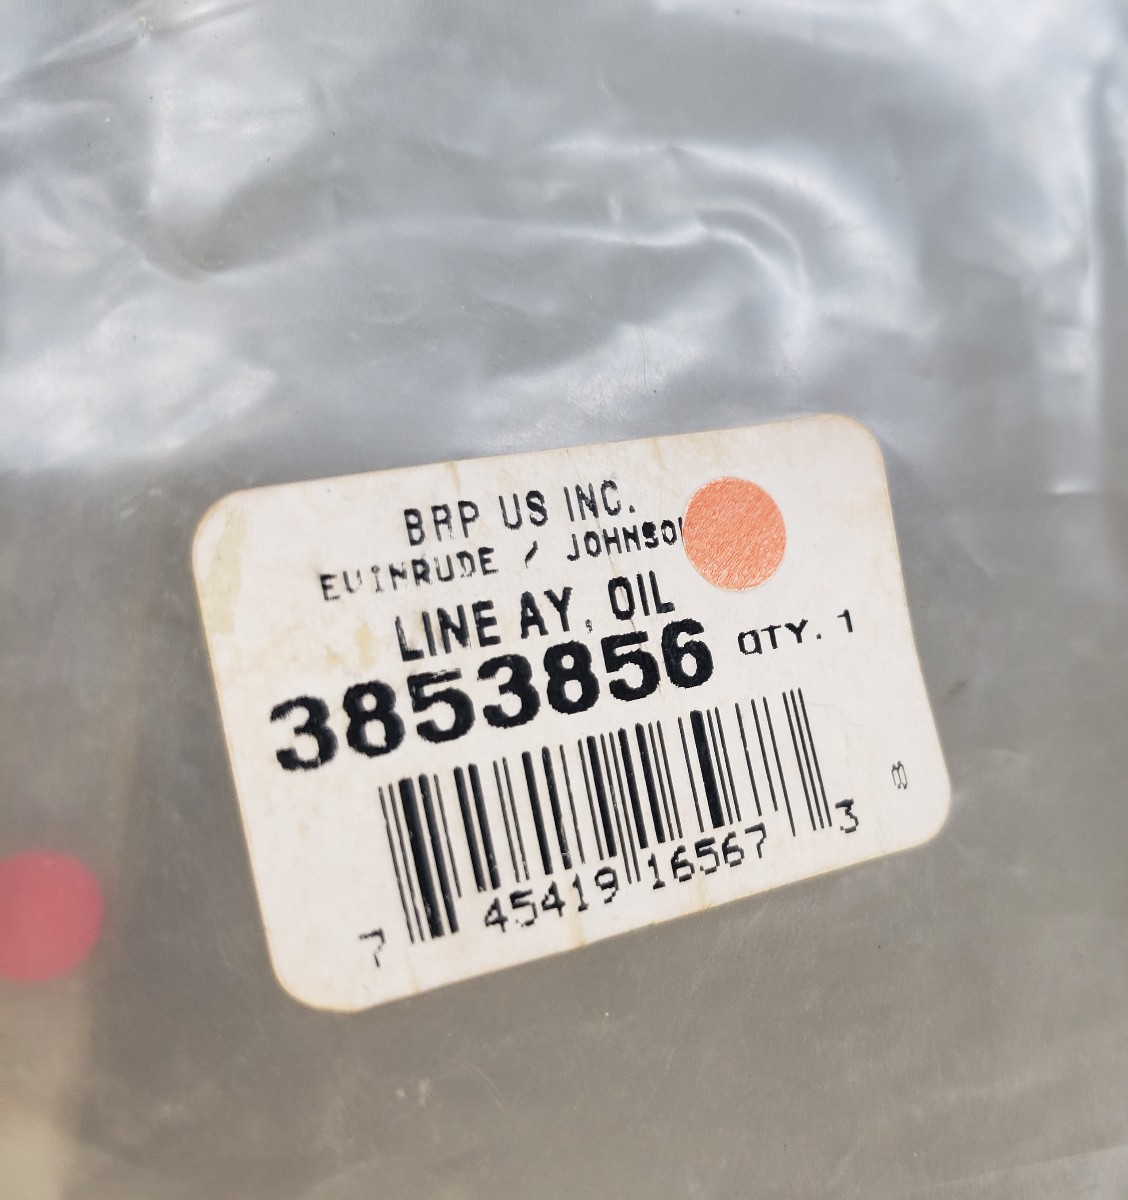 BRP US INC.
EVINRUDE / JOHNSO
LINE AY, OIL
3853856 QTY. 1
7 45419 16567 3
B